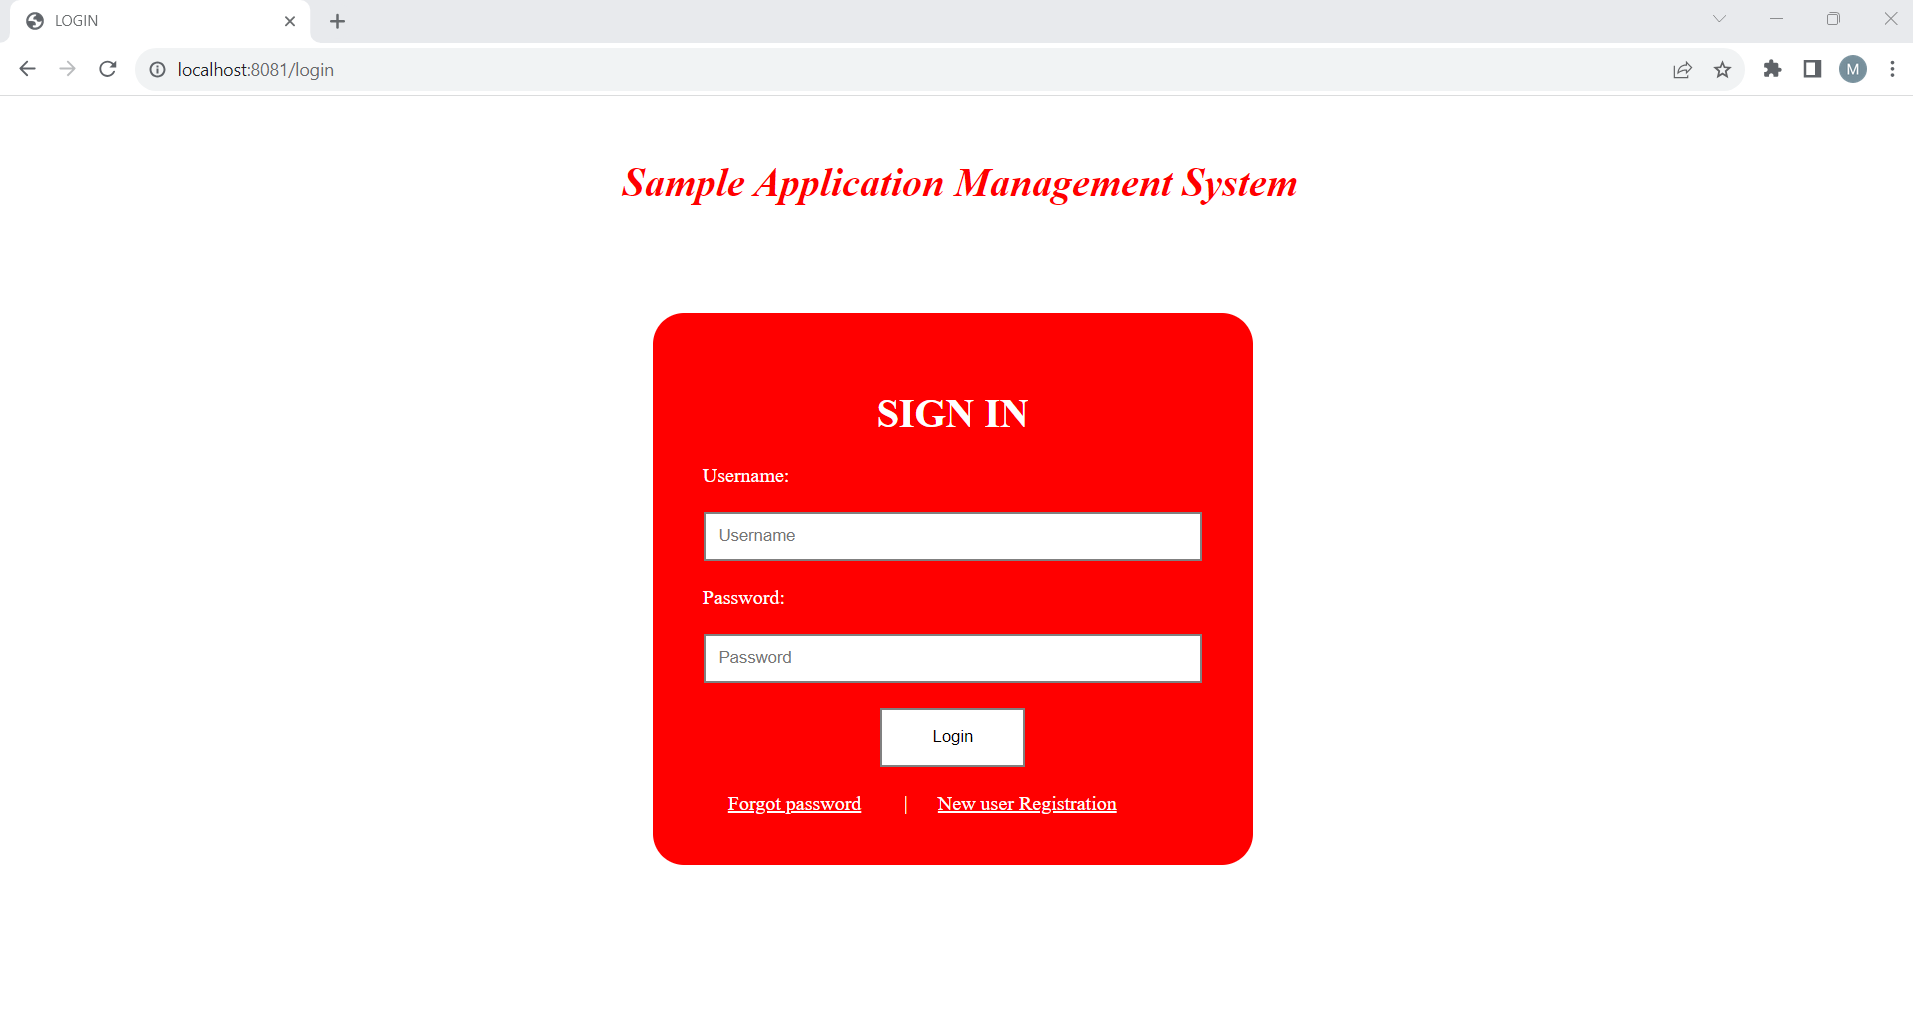 LOGIN
localhost:8081/login
M
Sample Application Management System
SIGN IN
Username:
Username
Password:
Password
Login
Forgot password | New user Registration